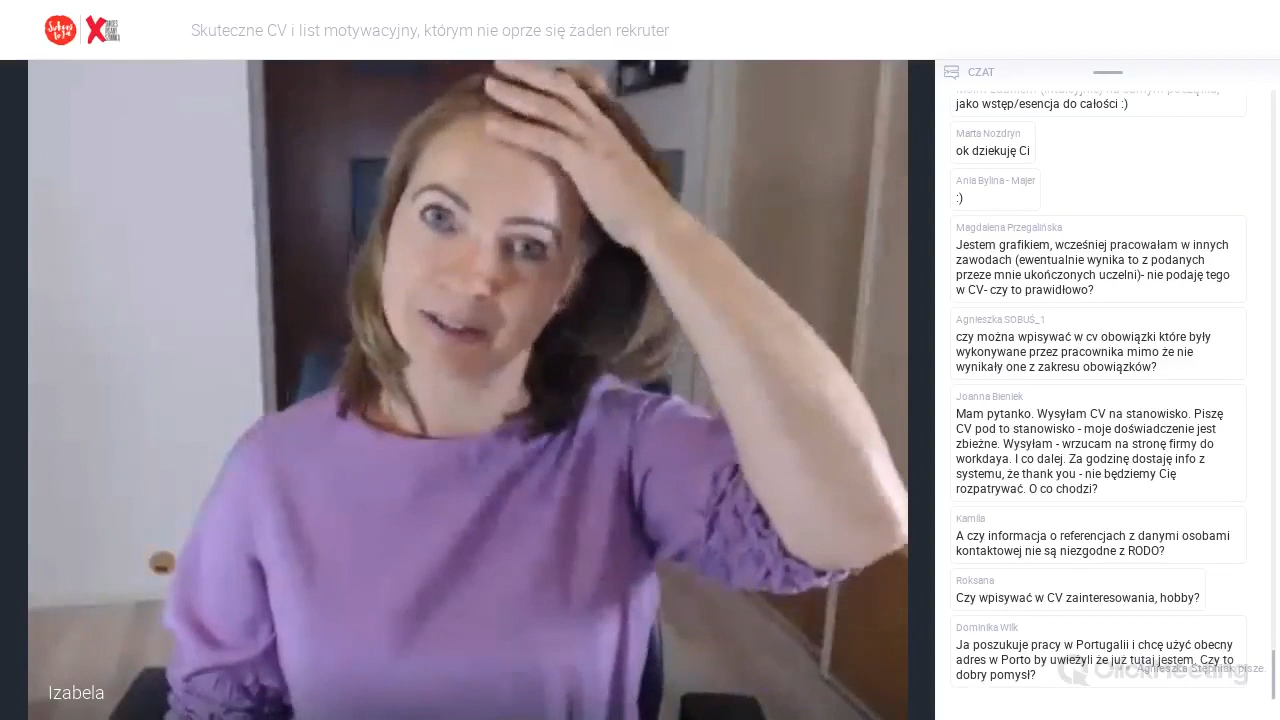 Sukces to Ja
Skuteczne CV i list motywacyjny, którym nie oprze się żaden rekruter
CZAT
jako wstęp/esencja do całości :)
Marta Nozdryn
ok dziekuję Ci
Ania Bylina - Majer
:)
Magdalena Przegalińska
Jestem grafikiem, wcześniej pracowałam w innych
zawodach (ewentualnie wynika to z podanych
przeze mnie ukończonych uczelni)- nie podaję tego
w CV- czy to prawidłowo?
Agnieszka SOBUŚ_1
czy można wpisywać w cv obowiązki które były
wykonywane przez pracownika mimo że nie
wynikały one z zakresu obowiązków?
Joanna Bieniek
Mam pytanko. Wysyłam CV na stanowisko. Piszę
CV pod to stanowisko - moje doświadczenie jest
zbieżne. Wysyłam - wrzucam na stronę firmy do
workdaya. I co dalej. Za godzinę dostaję info z
systemu, że thank you - nie będziemy Cię
rozpatrywać. O co chodzi?
Kamila
A czy informacja o referencjach z danymi osobami
kontaktowej nie są niezgodne z RODO?
Roksana
Czy wpisywać w CV zainteresowania, hobby?
Dominika Wilk
Ja poszukuje pracy w Portugalii i chcę użyć obecny
adres w Porto by uwieżyli że już tutaj jestem. Czy to
dobry pomysł?
Agnieszka Stephisk pisze.
ClickMeeting
Izabela